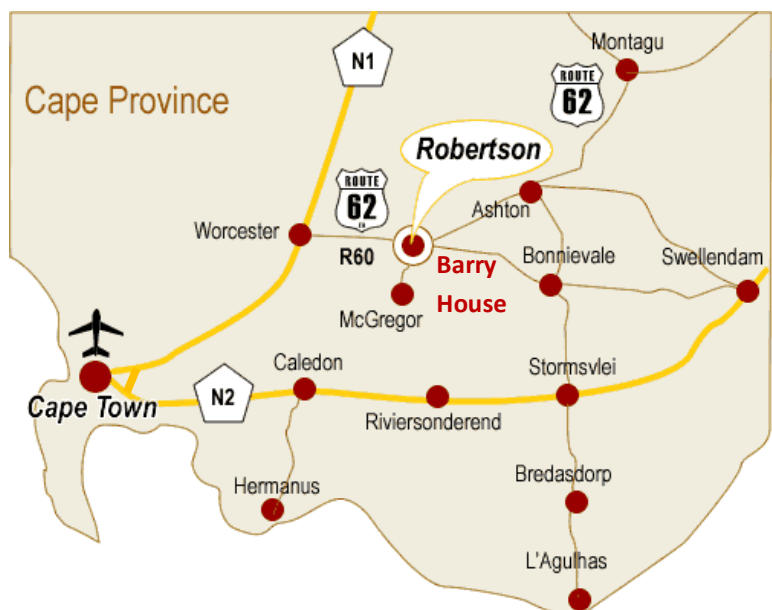 Montagu
N1
ROUTE
62
Cape Province
Robertson
ROUTE
62
Ashton
Worcester
R60
Barry
House
Bonnievale
Swellendam
McGregor
Caledon
Stormsvlei
N2
Cape Town
Riviersonderend
Hermanus
Bredasdorp
L'Agulhas